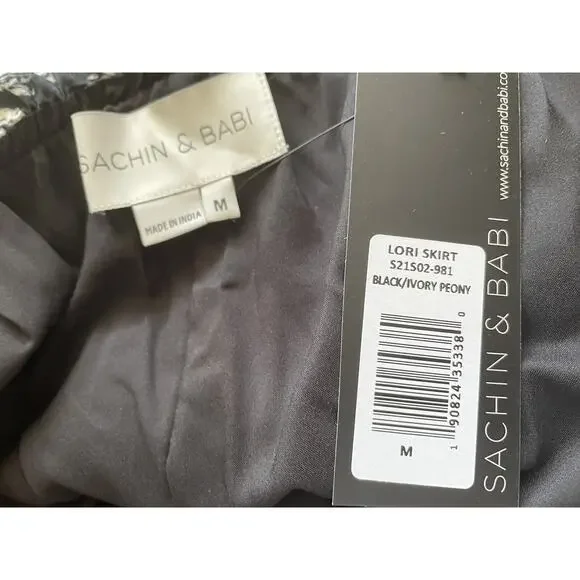 SACHIN & BABI
M
MADE IN INDIA
LORI SKIRT
S21S02-981
BLACK/IVORY PEONY
1 90824 35338 0
M
SACHIN & BABI
www.sachinandbabi.co